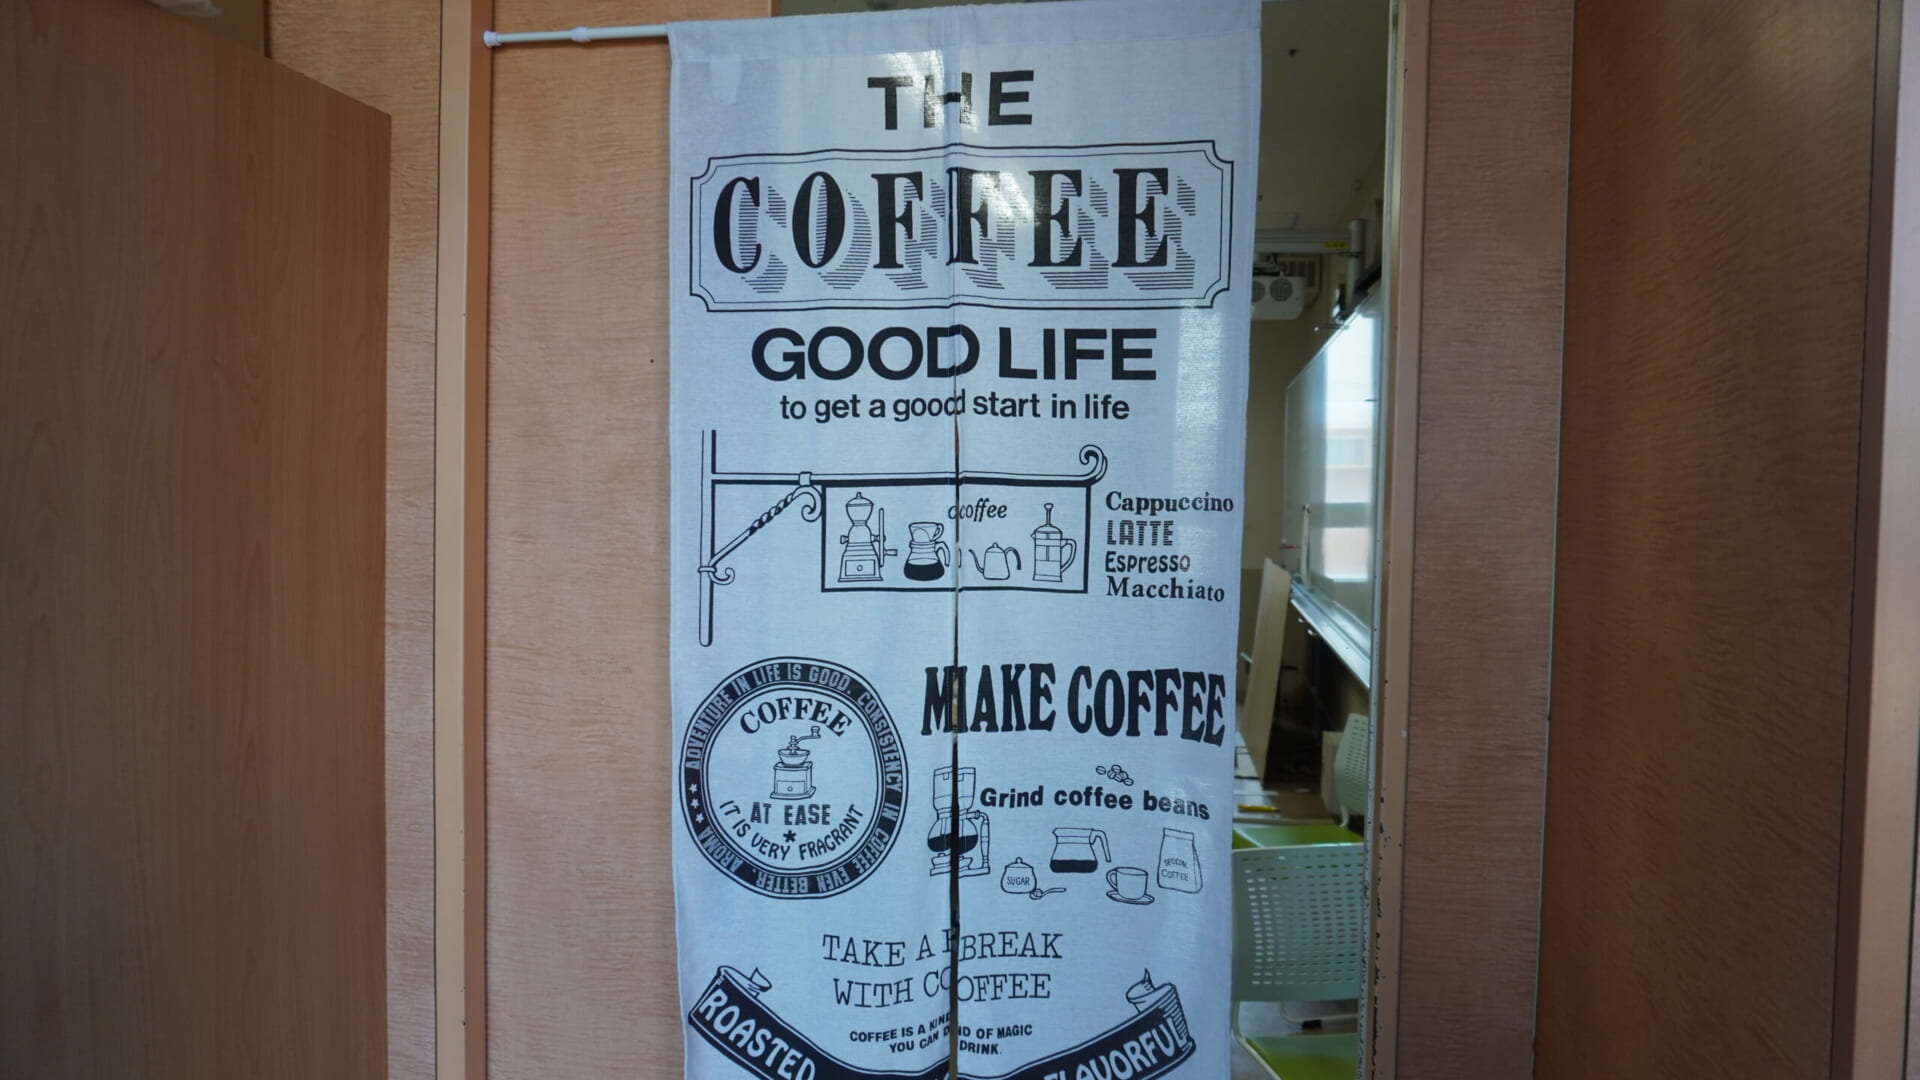 THE
COFFEE
GOOD LIFE
to get a good start in life
coffee
Cappuccino
LATTE
Espresso
Macchiato
ADVENTURE IN LIFE IS GOOD. CONSISTENCY IN COFFEE EVEN BETTER. AROMA
COFFEE
AT EASE
IT IS VERY FRAGRANT
MAKE COFFEE
Grind coffee beans
SUGAR
SPECIAL
COFFEE
TAKE A BREAK
WITH COFFEE
COFFEE IS A KIND OF MAGIC
YOU CAN DRINK.
ROASTED
FLAVORFUL